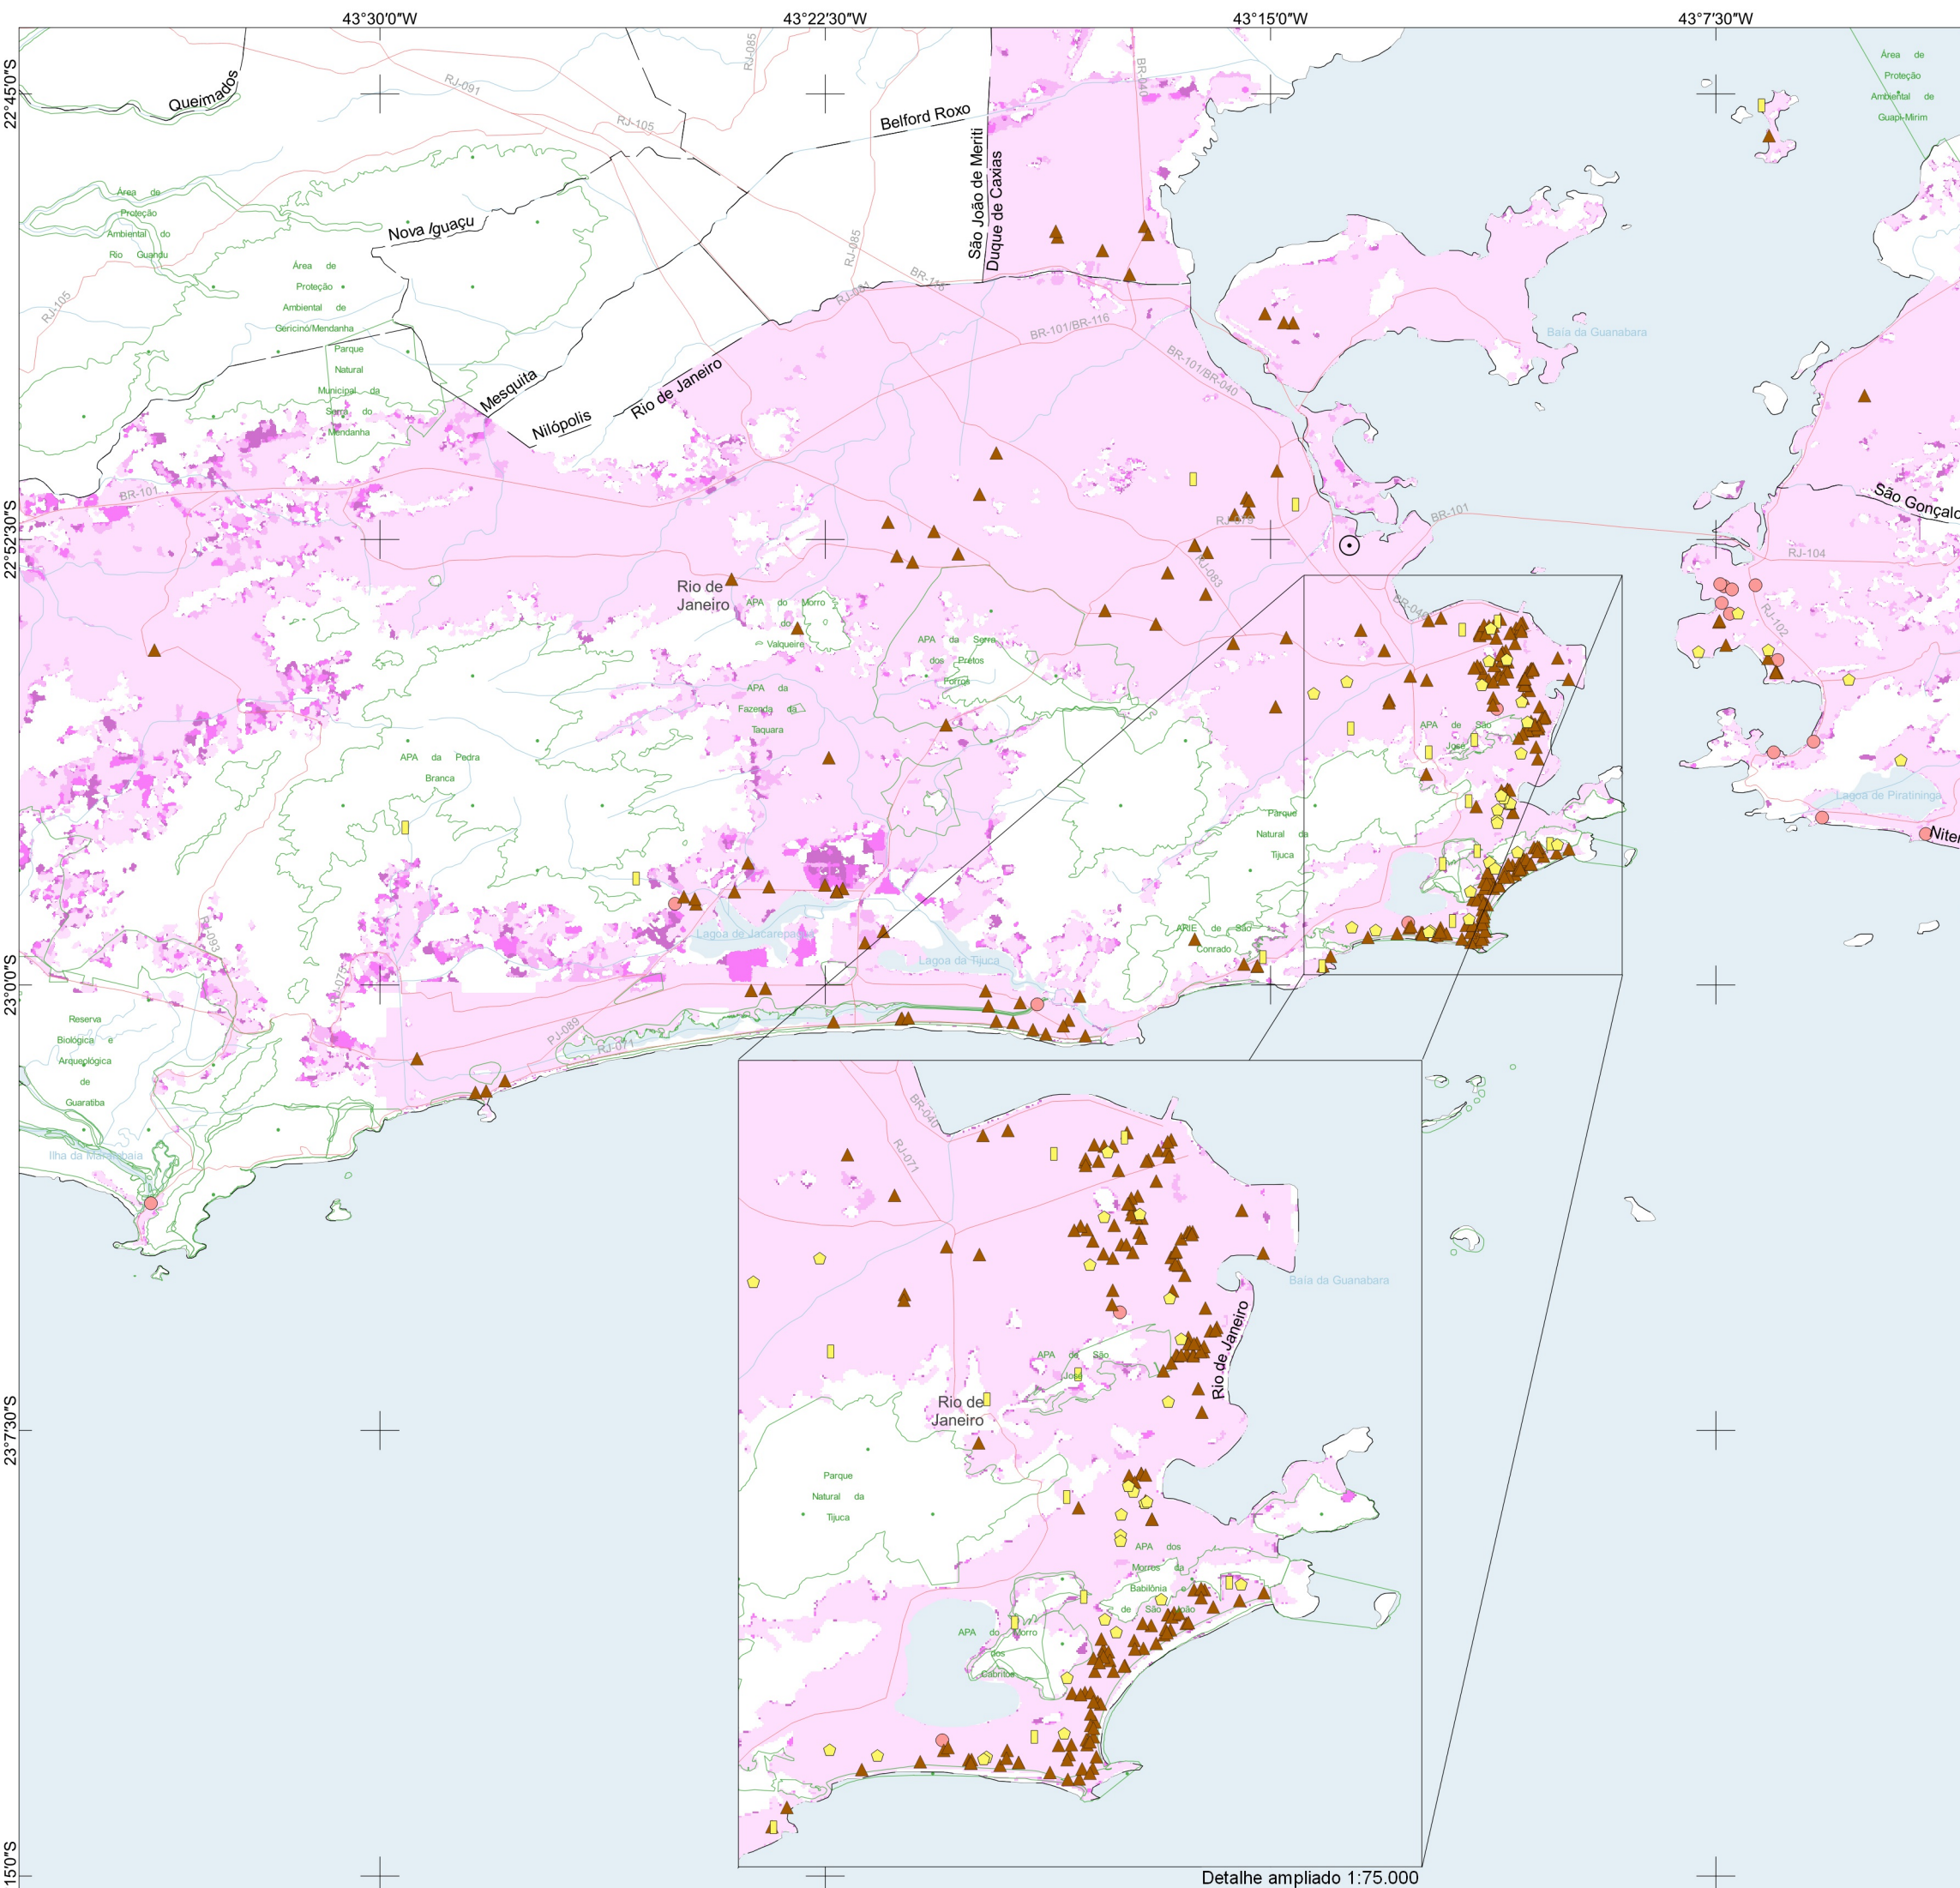 43°30'0"W
43°22'30"W
43°15'0"W
43°7'30"W
22°45'0"S
22°52'30"S
23°0'0"S
23°7'30"S
15'0"S
Queimados
RJ-091
RJ-085
RJ-105
Belford Roxo
São João de Meriti
Duque de Caxias
BR-040
Área de
Proteção
Ambiental de
Guapi-Mirim
Área de
Proteção
Ambiental do
Rio Guandu
Nova Iguaçu
RJ-085
RJ-105
Área de
Proteção
Ambiental de
Gericinó/Mendanha
BR-116
RJ-081
BR-101/BR-116
BR-101/BR-040
Baía da Guanabara
Parque
Natural
Municipal da
Serra do
Mendanha
Mesquita
Nilópolis
Rio de Janeiro
BR-101
São Gonçalo
BR-101
RJ-104
RJ-083
RJ-102
BR-040
Rio de
Janeiro
APA do Morro
do
Valqueire
APA da Serra
dos Pretos
Forros
APA da
Fazenda da
Taquara
APA da Pedra
Branca
APA de São
José
Lagoa de Piratininga
Parque
Natural da
Tijuca
RJ-093
Lagoa da Tijuca
ARIE de São
Conrado
RJ-089
RJ-071
Reserva
Biológica e
Arqueológica
de
Guaratiba
BR-040
RJ-071
Baía da Guanabara
Rio de Janeiro
APA de São
José
Rio de
Janeiro
Parque
Natural da
Tijuca
APA dos
Morros da
Babilônia e
de São João
APA do Morro
dos
Cabritos
Detalhe ampliado 1:75.000